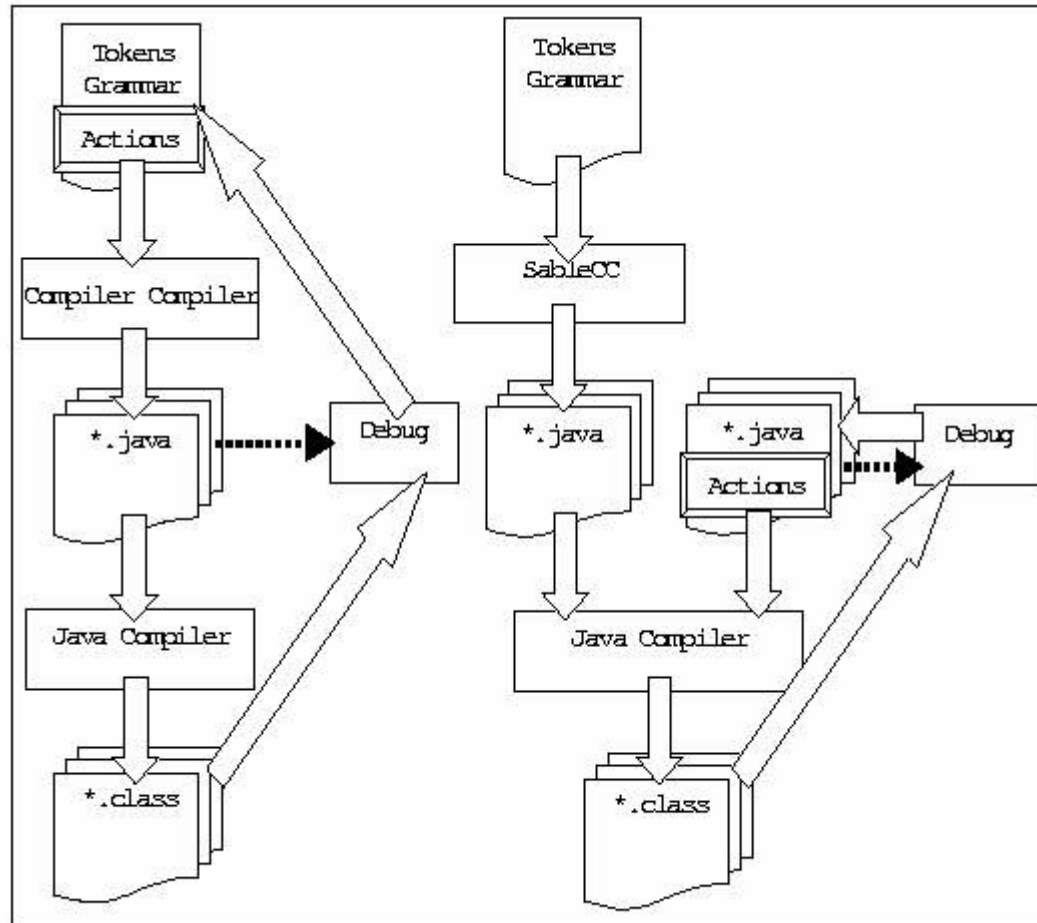 Tokens
Grammar
Actions
Compiler Compiler
*.java
Debug
Java Compiler
*.class
Tokens
Grammar
SableCC
*.java
*.java
Actions
Debug
Java Compiler
*.class